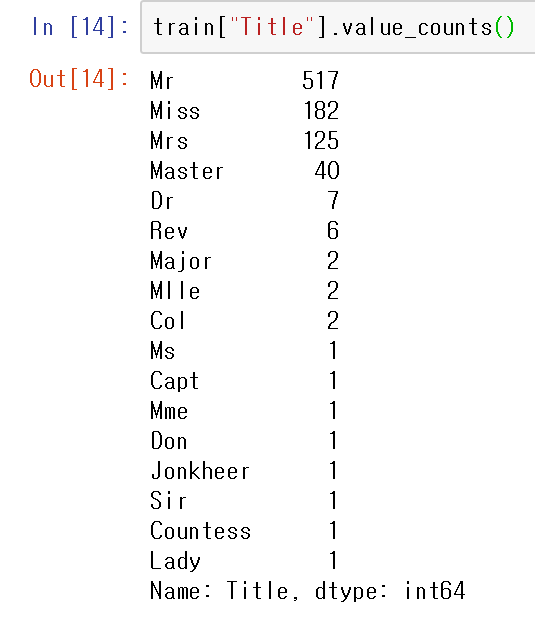 In [14]: train["Title"].value_counts()
Out[14]: Mr 517
Miss 182
Mrs 125
Master 40
Dr 7
Rev 6
Major 2
Mlle 2
Col 2
Ms 1
Capt 1
Mme 1
Don 1
Jonkheer 1
Sir 1
Countess 1
Lady 1
Name: Title, dtype: int64